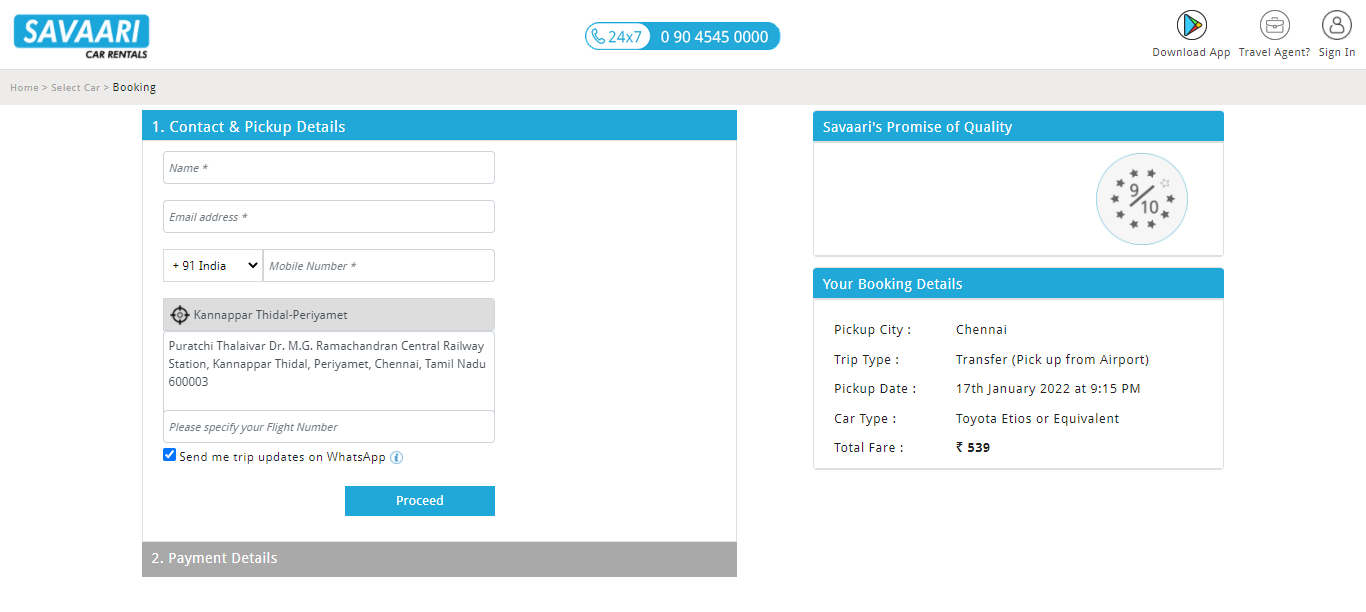 SAVAARI
CAR RENTALS
24x7 0 90 4545 0000
Download App
Travel Agent?
Sign In
Home > Select Car > Booking
1. Contact & Pickup Details
Name *
Email address *
+ 91 India
Mobile Number *
Kannappar Thidal-Periyamet
Puratchi Thalaivar Dr. M.G. Ramachandran Central Railway
Station, Kannappar Thidal, Periyamet, Chennai, Tamil Nadu
600003
Please specify your Flight Number
Send me trip updates on WhatsApp i
Proceed
2. Payment Details
Savaari's Promise of Quality
9/10
Your Booking Details
Pickup City : Chennai
Trip Type : Transfer (Pick up from Airport)
Pickup Date : 17th January 2022 at 9:15 PM
Car Type : Toyota Etios or Equivalent
Total Fare : ₹ 539